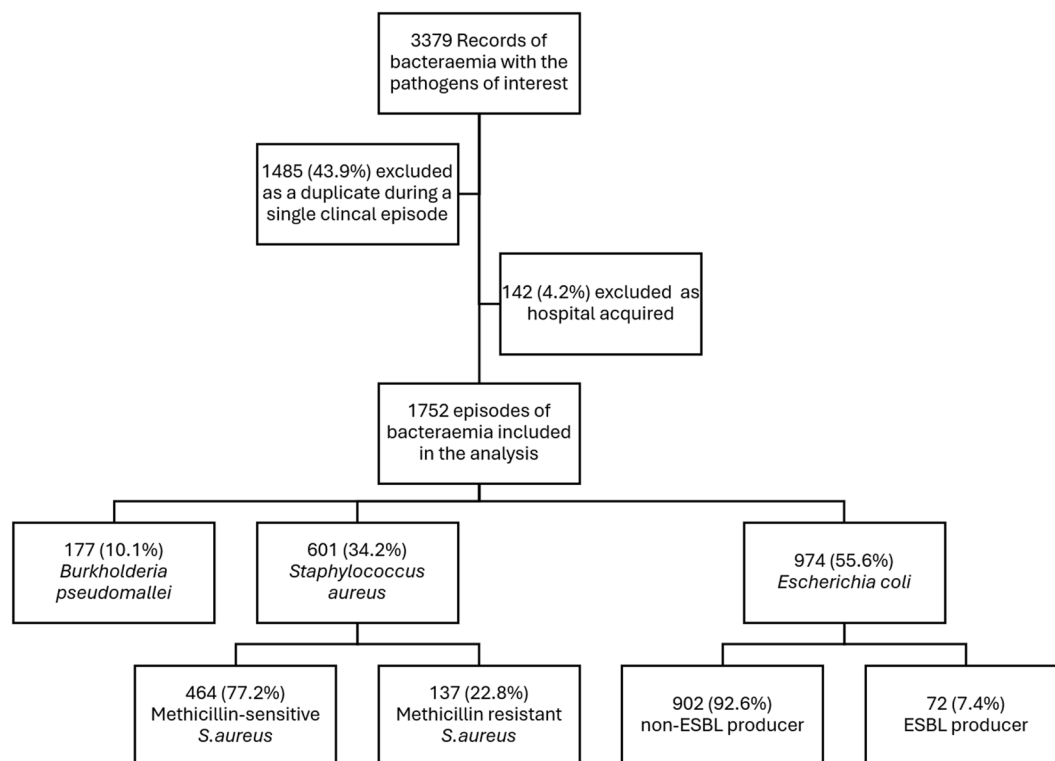 3379 Records of
bacteraemia with the
pathogens of interest
1485 (43.9%) excluded
as a duplicate during a
single clincal episode
142 (4.2%) excluded as
hospital acquired
1752 episodes of
bacteraemia included
in the analysis
177 (10.1%)
Burkholderia
pseudomallei
601 (34.2%)
Staphylococcus
aureus
974 (55.6%)
Escherichia coli
464 (77.2%)
Methicillin-sensitive
S.aureus
137 (22.8%)
Methicillin resistant
S.aureus
902 (92.6%)
non-ESBL producer
72 (7.4%)
ESBL producer